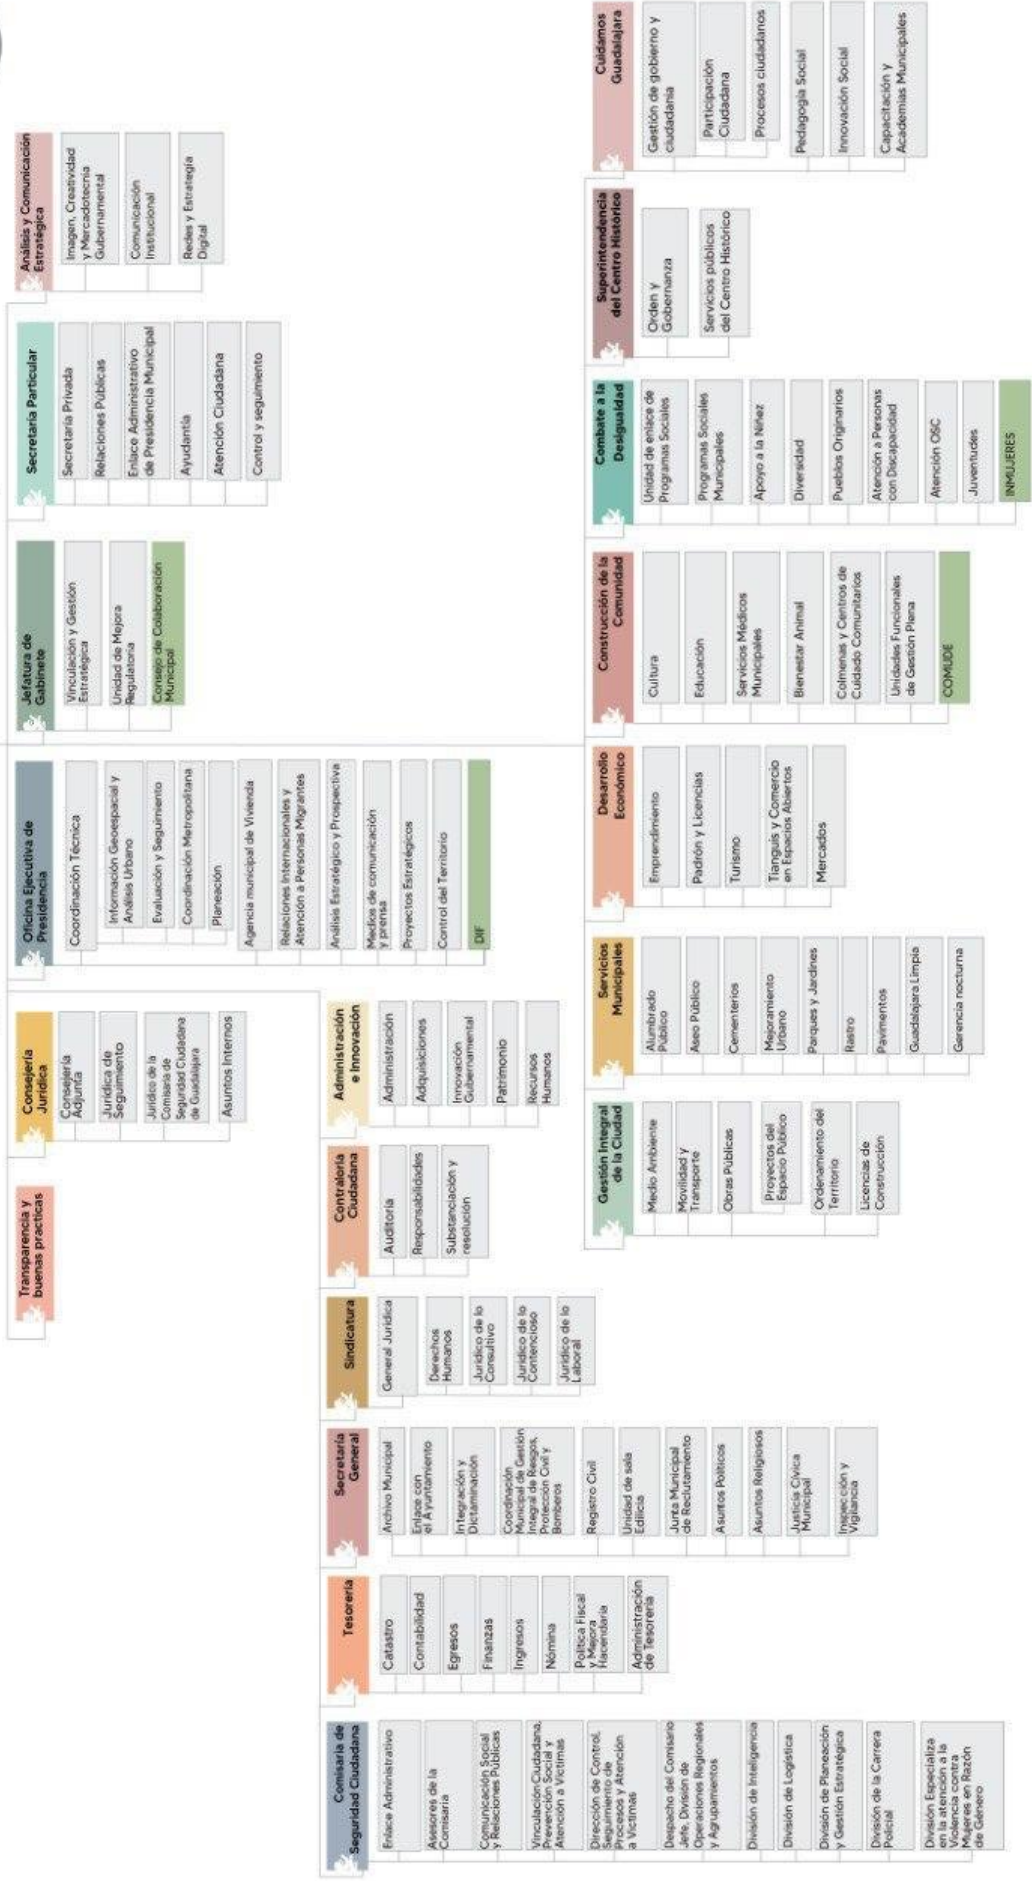 Transparencia y
buenas practicas
Consejería
Jurídica
Consejería
Adjunta
Jurídica de
Seguimiento
Jurídico de la
Comisaría de
Seguridad Ciudadana
de Guadalajara
Asuntos Internos
Oficina Ejecutiva de
Presidencia
Coordinación Técnica
Información Geoespacial y
Análisis Urbano
Evaluación y Seguimiento
Coordinación Metropolitana
Planeación
Agencia municipal de Vivienda
Relaciones Internacionales y
Atención a Personas Migrantes
Análisis Estratégico y Prospectiva
Medios de comunicación
y prensa
Proyectos Estratégicos
Control del Territorio
DIF
Jefatura de
Gabinete
Vinculación y Gestión
Estratégica
Unidad de Mejora
Regulatoria
Consejo de Colaboración
Municipal
Secretaría Particular
Secretaría Privada
Relaciones Públicas
Enlace Administrativo
de Presidencia Municipal
Ayudantía
Atención Ciudadana
Control y seguimiento
Análisis y Comunicación
Estratégica
Imagen, Creatividad
y Mercadotecnia
Gubernamental
Comunicación
Institucional
Redes y Estrategia
Digital
Comisaría de
Seguridad Ciudadana
Enlace Administrativo
Asesores de la
Comisaría
Comunicación Social
y Relaciones Públicas
Vinculación Ciudadana,
Prevención Social y
Atención a Víctimas
Dirección de Control,
Seguimiento de
Procesos y Atención
a Víctimas
Despacho del Comisario
Jefe, División de
Operaciones Regionales
y Agrupamientos
División de Inteligencia
División de Logística
División de Planeación
y Gestión Estratégica
División de la Carrera
Policial
División Especializa
en la atención a la
Violencia contra
Mujeres en Razón
de Género
Tesorería
Catastro
Contabilidad
Egresos
Finanzas
Ingresos
Nómina
Política Fiscal
y Mejora
Hacendaria
Administración
de Tesorería
Secretaría
General
Archivo Municipal
Enlace con
el Ayuntamiento
Integración y
Dictaminación
Coordinación
Municipal de Gestión
Integral de Riesgos,
Protección Civil y
Bomberos
Registro Civil
Unidad de sala
Edilicia
Junta Municipal
de Reclutamiento
Asuntos Políticos
Asuntos Religiosos
Justicia Cívica
Municipal
Inspección y
Vigilancia
Sindicatura
General Jurídica
Derechos
Humanos
Jurídico de lo
Consultivo
Jurídico de lo
Contencioso
Jurídico de lo
Laboral
Contraloría
Ciudadana
Auditoría
Responsabilidades
Substanciación y
resolución
Administración
e Innovación
Administración
Adquisiciones
Innovación
Gubernamental
Patrimonio
Recursos
Humanos
Gestión Integral
de la Ciudad
Medio Ambiente
Movilidad y
Transporte
Obras Públicas
Proyectos del
Espacio Público
Ordenamiento del
Territorio
Licencias de
Construcción
Servicios
Municipales
Alumbrado
Público
Aseo Público
Cementerios
Mejoramiento
Urbano
Parques y Jardines
Rastro
Pavimentos
Guadalajara Limpia
Gerencia nocturna
Desarrollo
Económico
Emprendimiento
Padrón y Licencias
Turismo
Tianguis y Comercio
en Espacios Abiertos
Mercados
Construcción de la
Comunidad
Cultura
Educación
Servicios Médicos
Municipales
Bienestar Animal
Colmenas y Centros de
Cuidado Comunitarios
Unidades Funcionales
de Gestión Plena
COMUDE
Combate a la
Desigualdad
Unidad de enlace de
Programas Sociales
Programas Sociales
Municipales
Apoyo a la Niñez
Diversidad
Pueblos Originarios
Atención a Personas
con Discapacidad
Atención OSC
Juventudes
INMUJERES
Superintendencia
del Centro Histórico
Orden y
Gobernanza
Servicios públicos
del Centro Histórico
Cuidamos
Guadalajara
Gestión de gobierno y
ciudadanía
Participación
Ciudadana
Procesos ciudadanos
Pedagogía Social
Innovación Social
Capacitación y
Academias Municipales